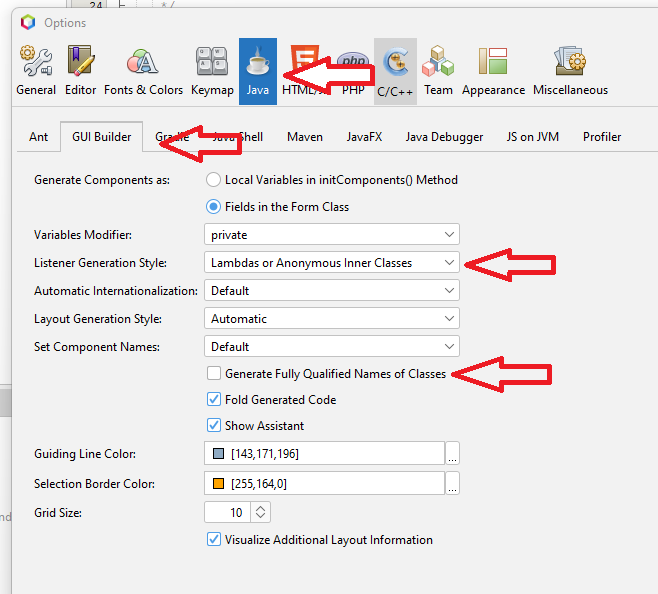 24
*/
Options
General Editor Fonts & Colors Keymap Java HTML/ PHP C/C++ Team Appearance Miscellaneous
Ant GUI Builder Gradle Java Shell Maven JavaFX Java Debugger JS on JVM Profiler
Generate Components as: Local Variables in initComponents() Method
Fields in the Form Class
Variables Modifier: private
Listener Generation Style: Lambdas or Anonymous Inner Classes
Automatic Internationalization: Default
Layout Generation Style: Automatic
Set Component Names: Default
Generate Fully Qualified Names of Classes
Fold Generated Code
Show Assistant
Guiding Line Color: [143,171,196] ...
Selection Border Color: [255,164,0] ...
Grid Size: 10
Visualize Additional Layout Information